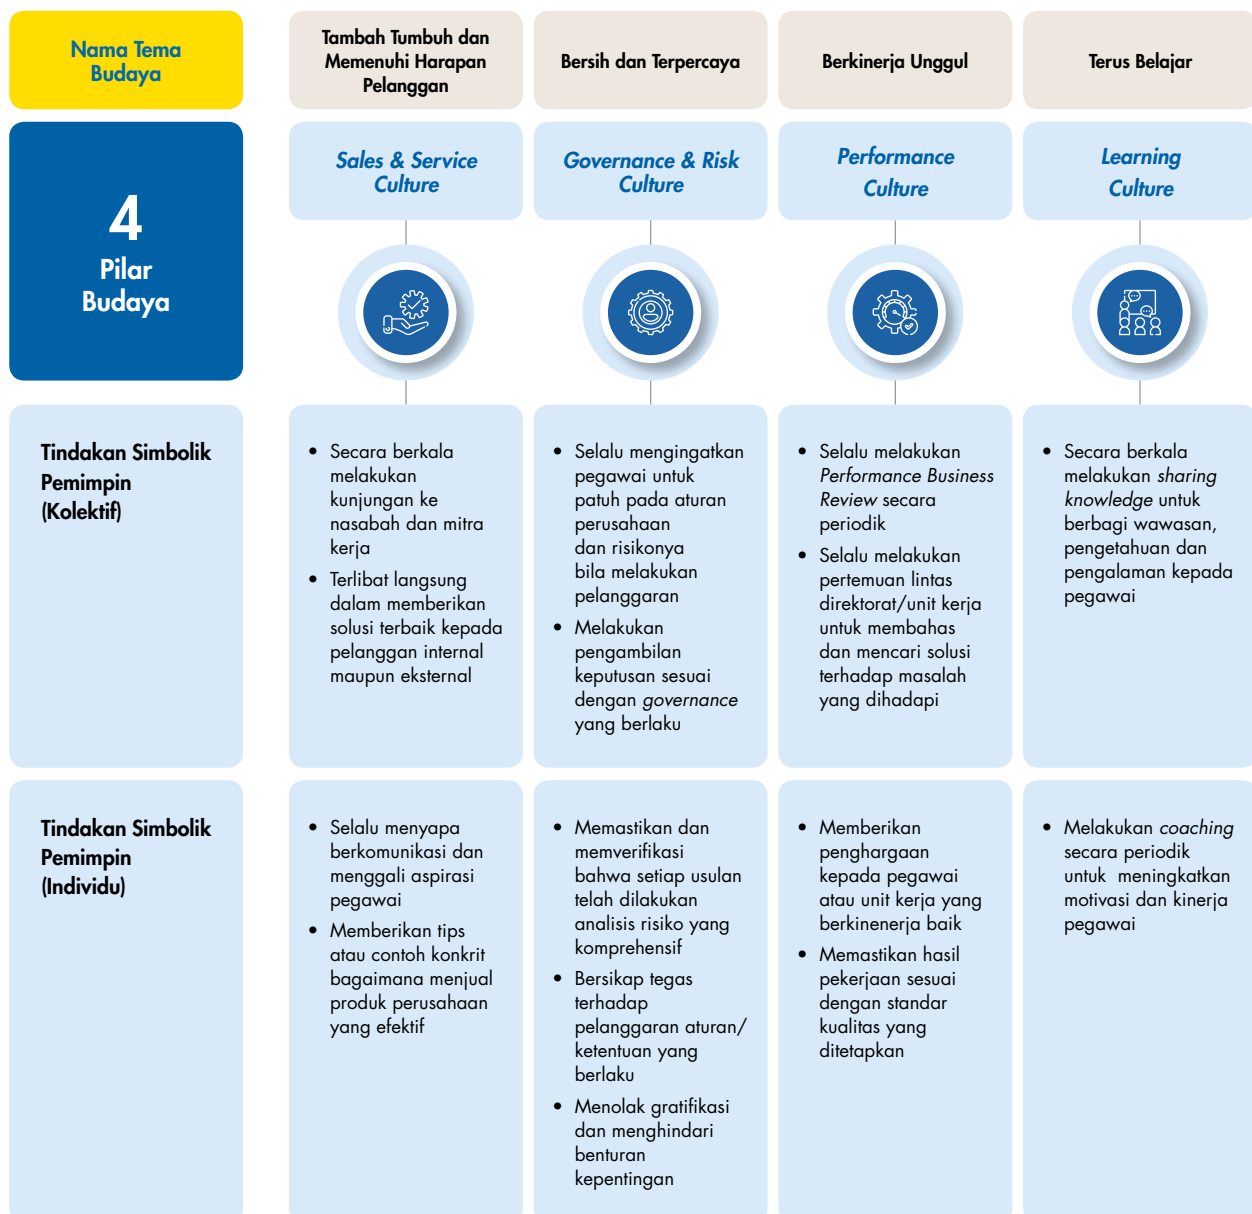 Nama Tema
Budaya
Tambah Tumbuh dan
Memenuhi Harapan
Pelanggan
Bersih dan Terpercaya
Berkinerja Unggul
Terus Belajar
4
Pilar
Budaya
Sales & Service
Culture
Governance & Risk
Culture
Performance
Culture
Learning
Culture
Tindakan Simbolik
Pemimpin
(Kolektif)
• Secara berkala
melakukan
kunjungan ke
nasabah dan mitra
kerja
• Terlibat langsung
dalam memberikan
solusi terbaik kepada
pelanggan internal
maupun eksternal
• Selalu mengingatkan
pegawai untuk
patuh pada aturan
perusahaan
dan risikonya
bila melakukan
pelanggaran
• Melakukan
pengambilan
keputusan sesuai
dengan governance
yang berlaku
• Selalu melakukan
Performance Business
Review secara
periodik
• Selalu melakukan
pertemuan lintas
direktorat/unit kerja
untuk membahas
dan mencari solusi
terhadap masalah
yang dihadapi
• Secara berkala
melakukan sharing
knowledge untuk
berbagi wawasan,
pengetahuan dan
pengalaman kepada
pegawai
Tindakan Simbolik
Pemimpin
(Individu)
• Selalu menyapa
berkomunikasi dan
menggali aspirasi
pegawai
• Memberikan tips
atau contoh konkrit
bagaimana menjual
produk perusahaan
yang efektif
• Memastikan dan
memverifikasi
bahwa setiap usulan
telah dilakukan
analisis risiko yang
komprehensif
• Bersikap tegas
terhadap
pelanggaran aturan/
ketentuan yang
berlaku
• Menolak gratifikasi
dan menghindari
benturan
kepentingan
• Memberikan
penghargaan
kepada pegawai
atau unit kerja yang
berkinenerja baik
• Memastikan hasil
pekerjaan sesuai
dengan standar
kualitas yang
ditetapkan
• Melakukan coaching
secara periodik
untuk meningkatkan
motivasi dan kinerja
pegawai